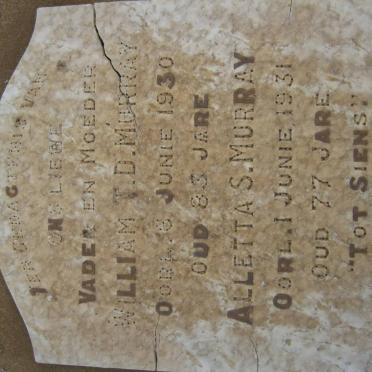 TER GEDAGTENIS VAN
ONS LIEWE
VADER EN MOEDER
WILLIAM T.D. MURRAY
OORL. 8 JUNIE 1930
OUD 83 JARE
ALLETTA S. MURRAY
OORL. 1 JUNIE 1931
OUD 77 JARE.
"TOT SIENS"